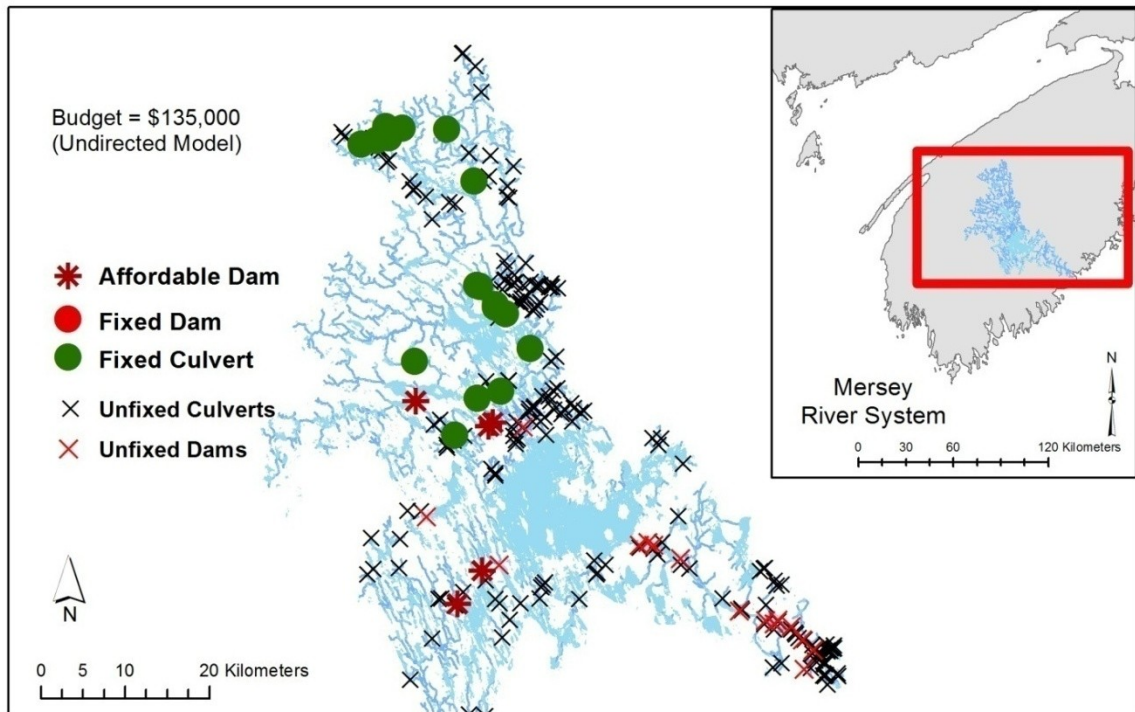 Budget = $135,000
(Undirected Model)
Affordable Dam
Fixed Dam
Fixed Culvert
Unfixed Culverts
Unfixed Dams
N
0 5 10 20 Kilometers
Mersey
River System
N
0 30 60 120 Kilometers